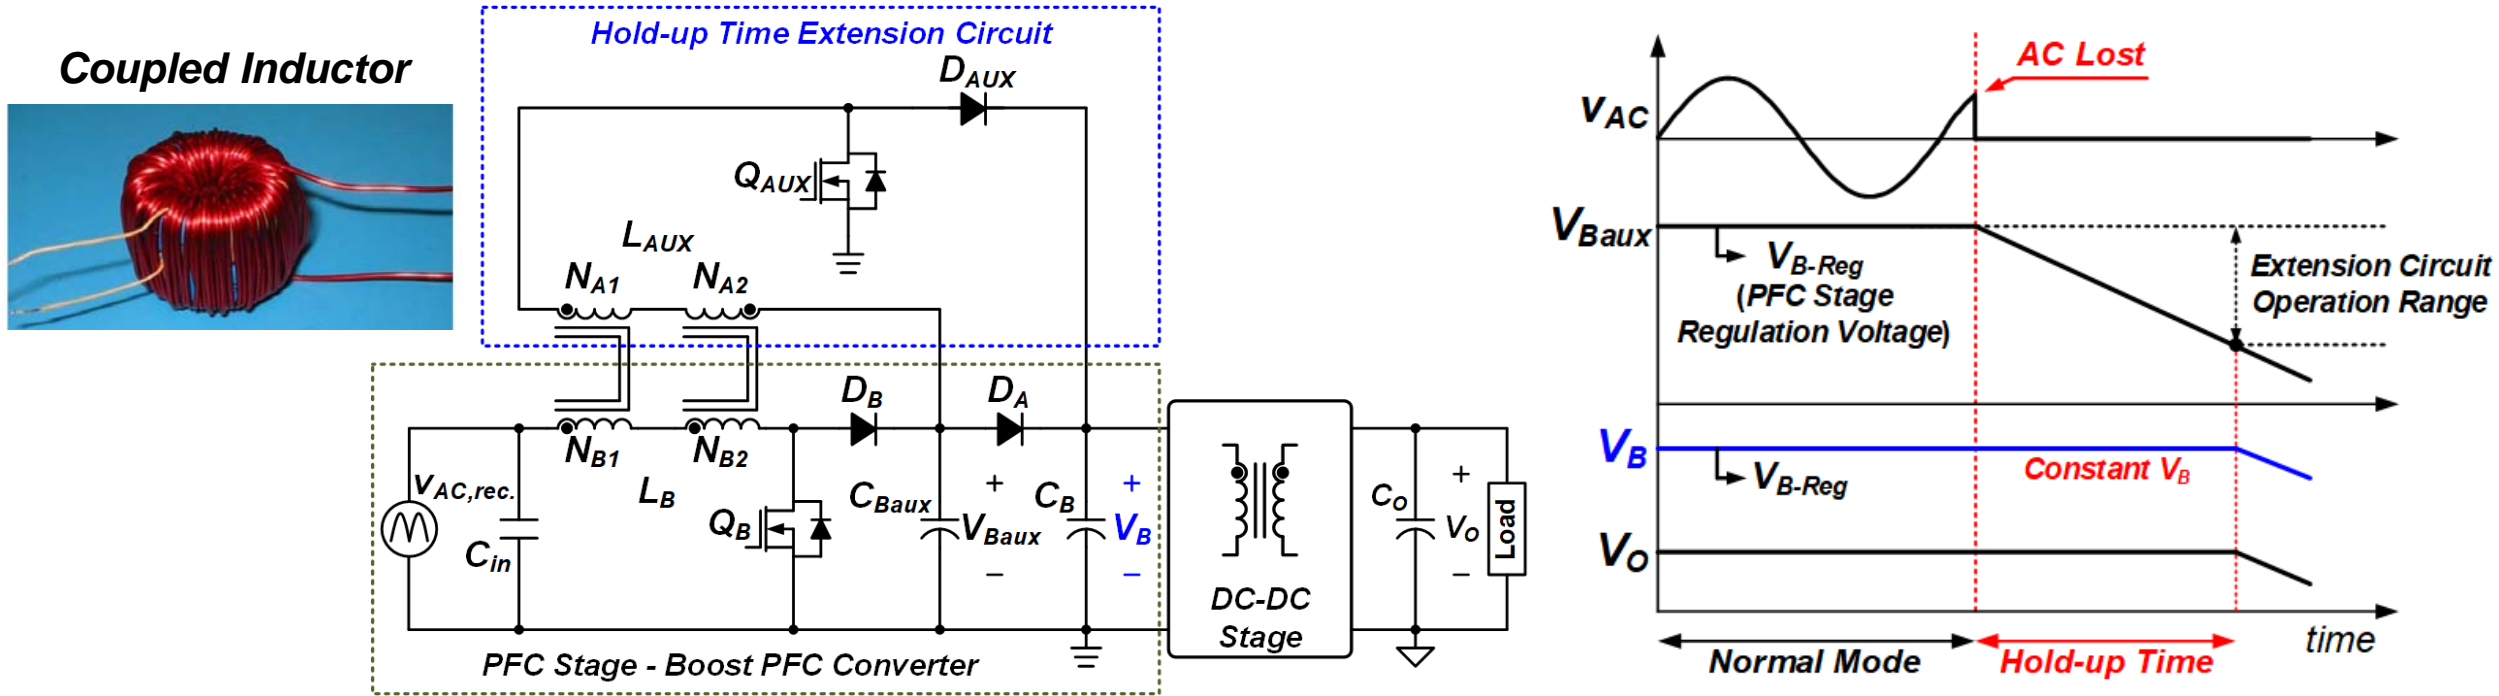 Coupled Inductor
Hold-up Time Extension Circuit
DAUX
QAUX
LAUX
NA1
NA2
NB1
NB2
LB
DB
DA
vAC,rec.
Cin
QB
CBaux
+
VBaux
–
CB
+
VB
–
PFC Stage - Boost PFC Converter
DC-DC
Stage
CO
+
VO
–
Load
AC Lost
vAC
VBaux
VB-Reg
(PFC Stage
Regulation Voltage)
Extension Circuit
Operation Range
VB
VB-Reg
Constant VB
VO
time
Normal Mode
Hold-up Time